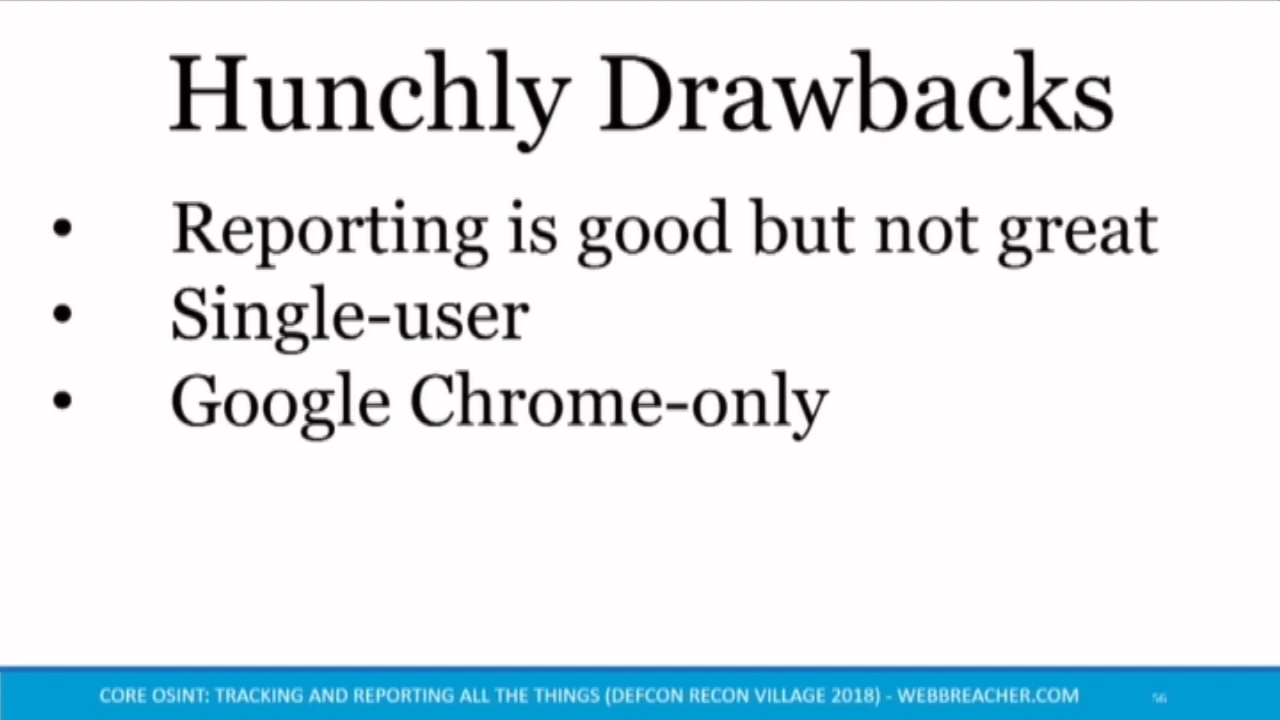 Hunchly Drawbacks
• Reporting is good but not great
• Single-user
• Google Chrome-only
CORE OSINT: TRACKING AND REPORTING ALL THE THINGS (DEFCON RECON VILLAGE 2018) - WEBBREACHER.COM
56